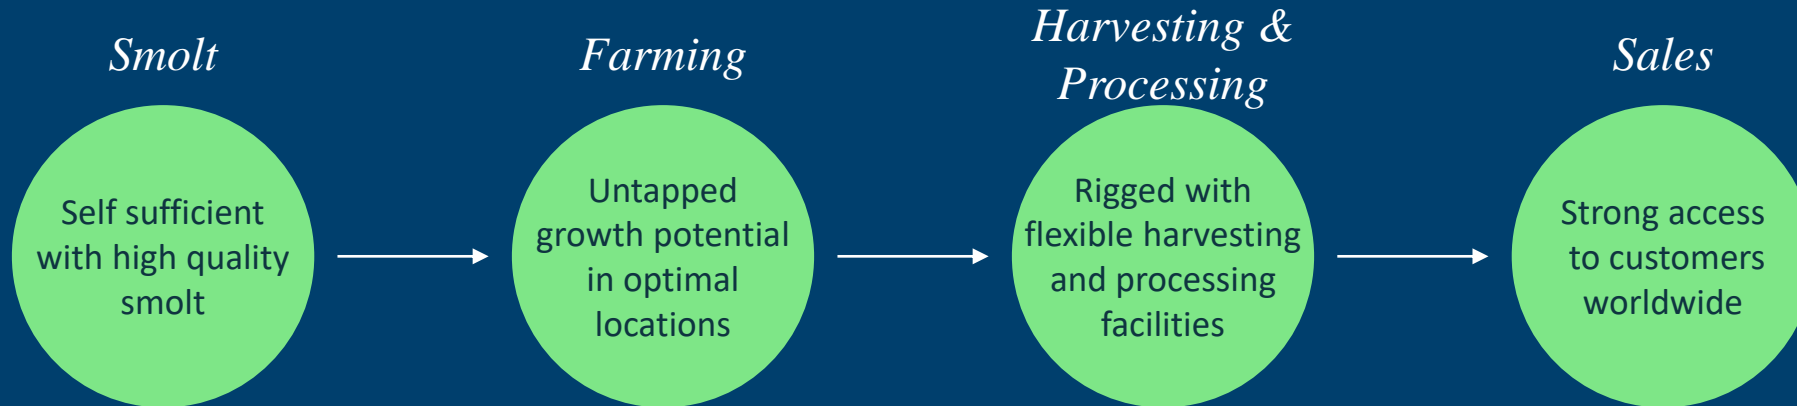 Smolt
Self sufficient
with high quality
smolt
Farming
Untapped
growth potential
in optimal
locations
Harvesting &
Processing
Rigged with
flexible harvesting
and processing
facilities
Sales
Strong access
to customers
worldwide